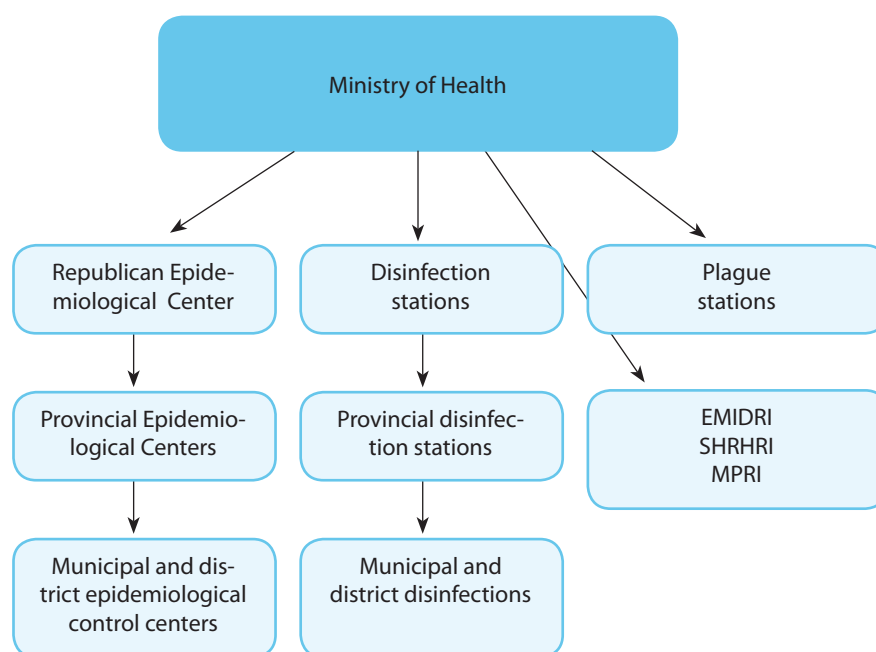 Ministry of Health
Republican Epide-
miological Center
Disinfection
stations
Plague
stations
Provincial Epidemio-
logical Centers
Provincial disinfec-
tion stations
EMIDRI
SHRHRI
MPRI
Municipal and dis-
trict epidemiological
control centers
Municipal and
district disinfections